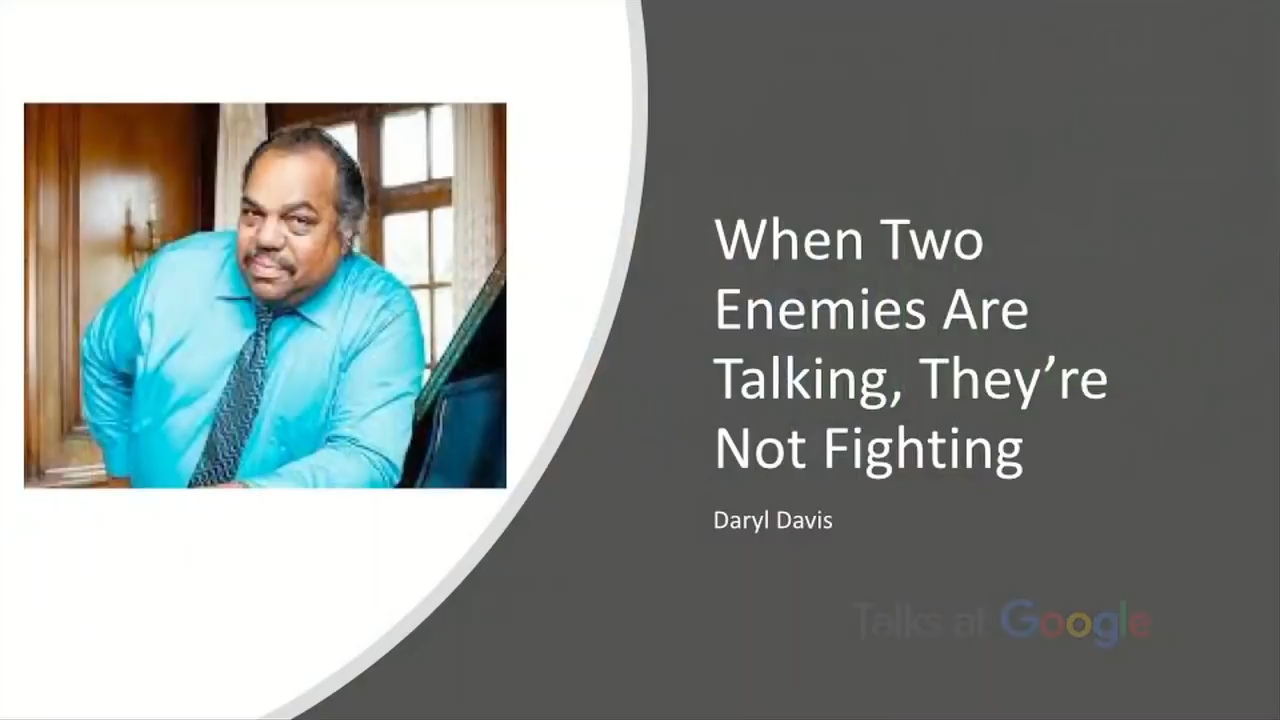 When Two
Enemies Are
Talking, They’re
Not Fighting
Daryl Davis
Talks at Google